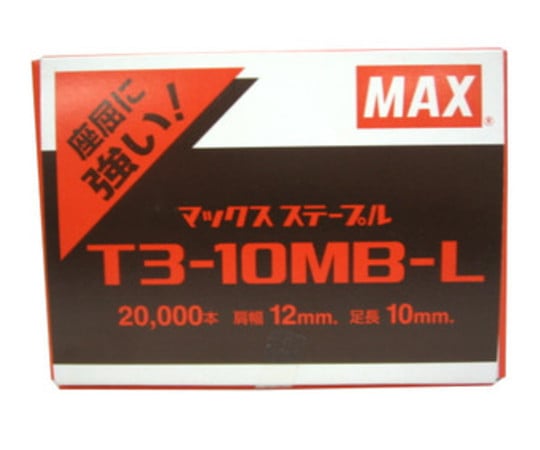 座屈に
強い!
MAX®
マックス ステープル
T3-10MB-L
20,000本 肩幅 12mm. 足長 10mm.